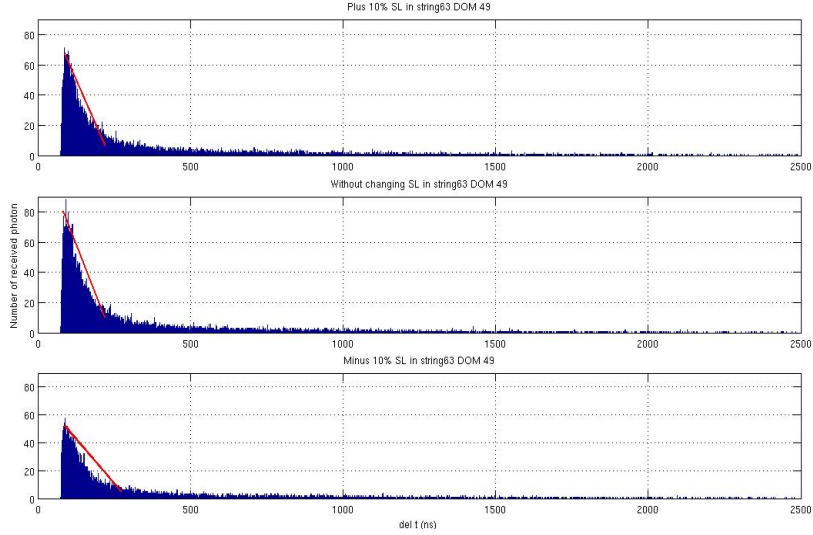 Plus 10% SL in string63 DOM 49
80
60
40
20
0
0 500 1000 1500 2000 2500
Without changing SL in string63 DOM 49
Number of received photon
80
60
40
20
0
0 500 1000 1500 2000 2500
Minus 10% SL in string63 DOM 49
80
60
40
20
0
0 500 1000 1500 2000 2500
del t (ns)